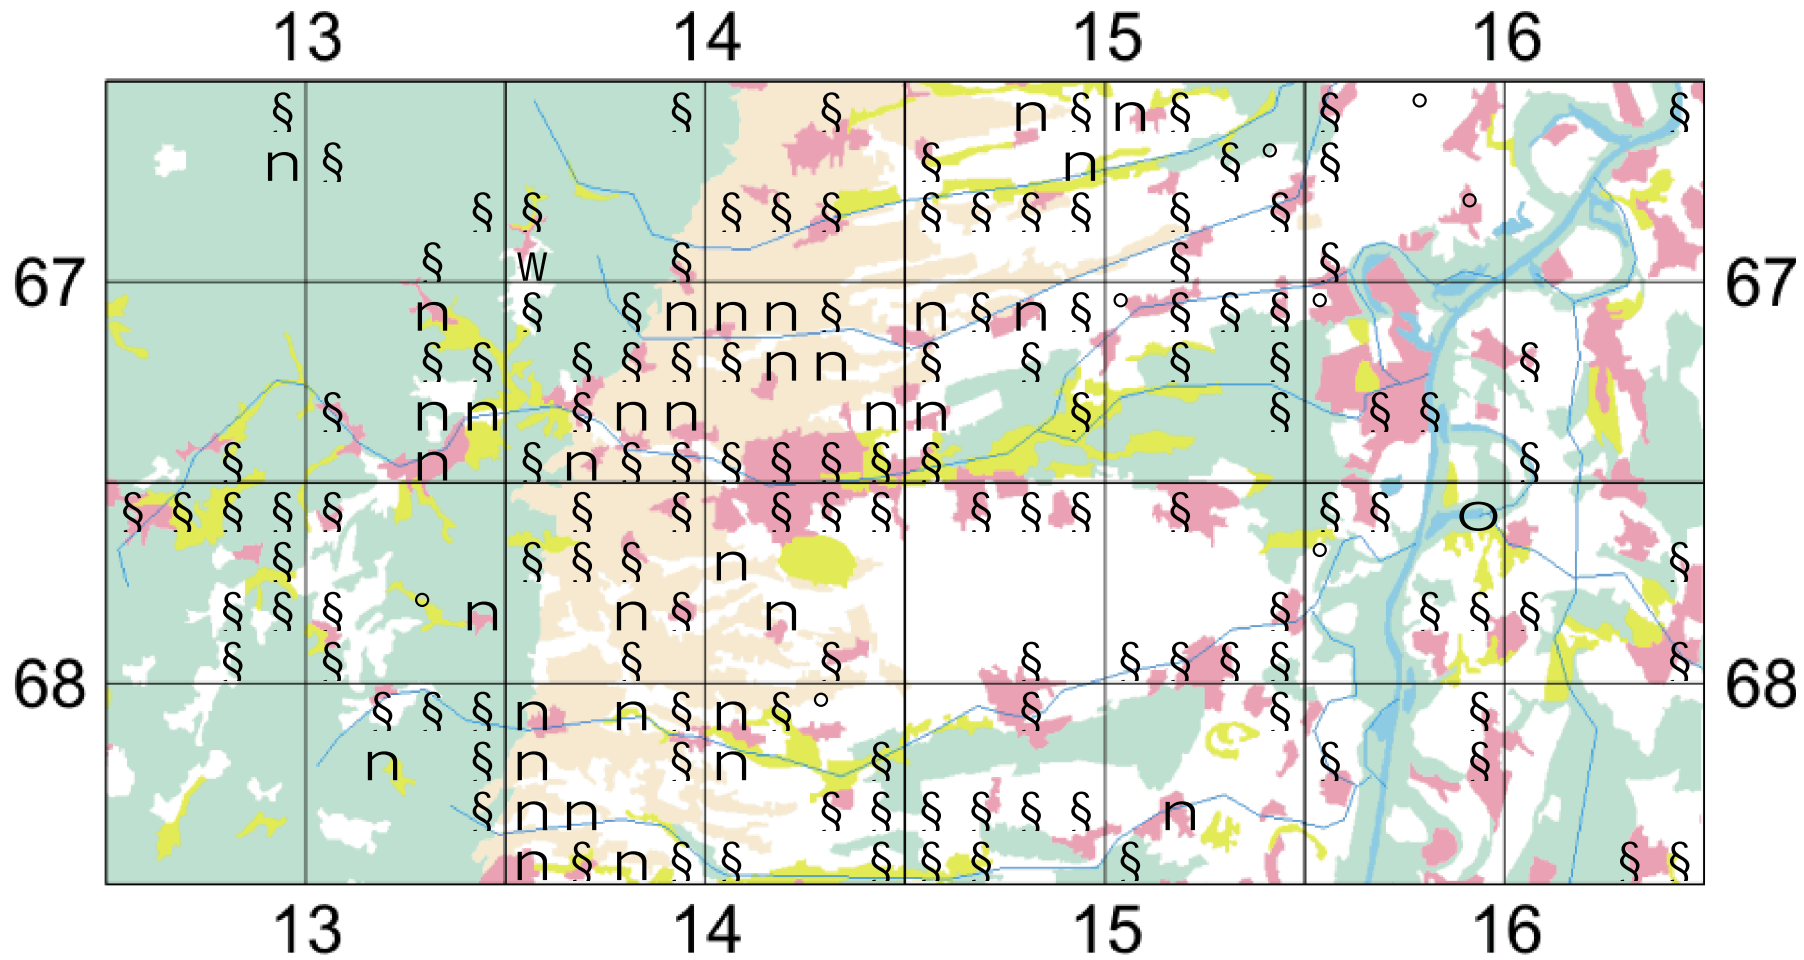 13 14 15 16
§ § § n § n § § ° §
n § § n § ° §
§ § § § § § § § § § § °
§ w § § §
67 67
n § § n n n § n § n § ° § § § °
§ § § § § § n n § § § § §
§ n n § n n n n § § § §
§ n § n § § § § § § § §
§ § § § § § § § § § § § § § § § O
§ § § § n ° §
§ § § ° n n § n § § § §
§ § § § § § § § § §
68 68
§ § § n n § n § ° § § §
n § n § n § § §
§ n n § § § § § § n
n § n § § § § § § § §
13 14 15 16